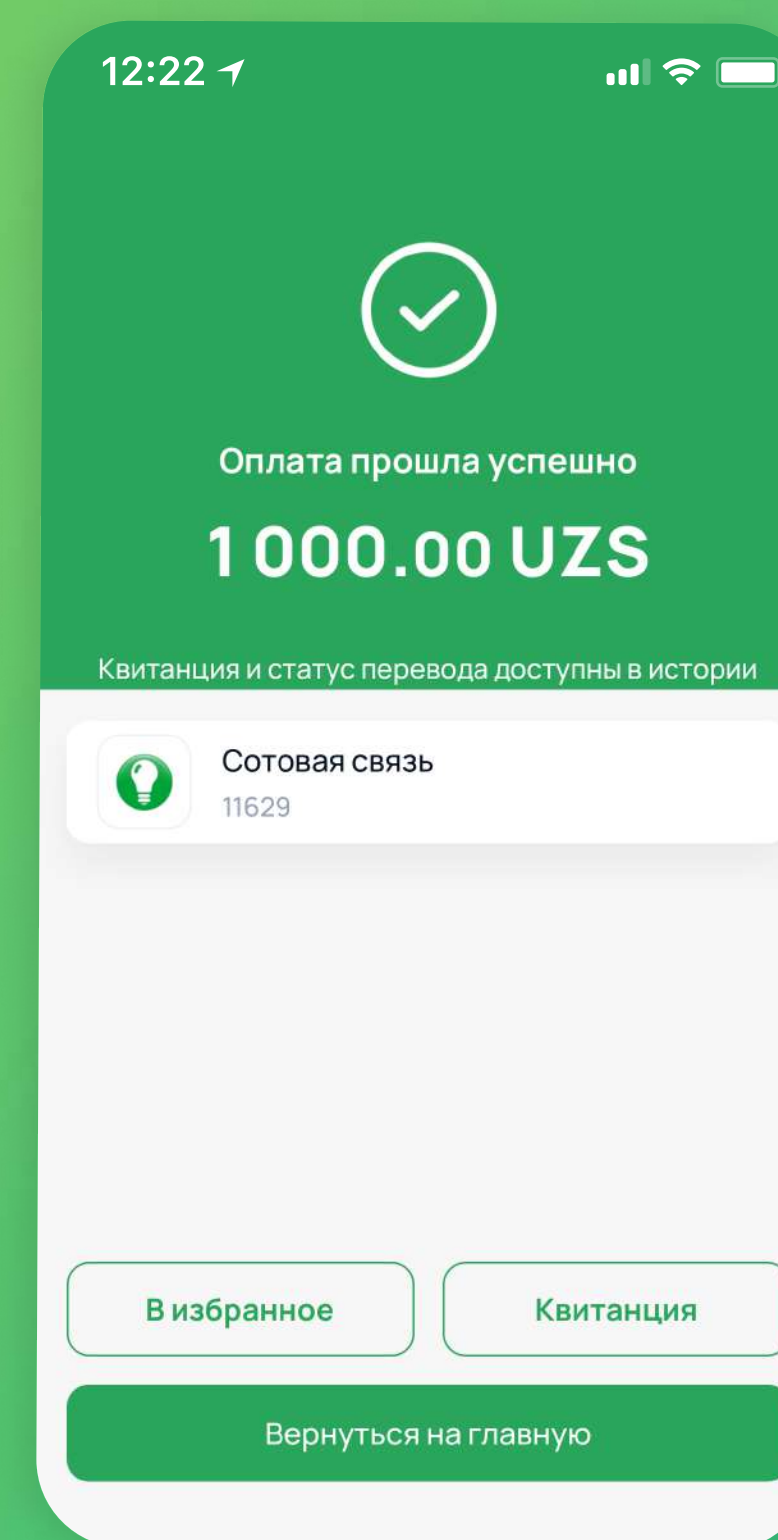 12:22
Оплата прошла успешно
1 000.00 UZS
Квитанция и статус перевода доступны в истории
Сотовая связь
11629
В избранное
Квитанция
Вернуться на главную